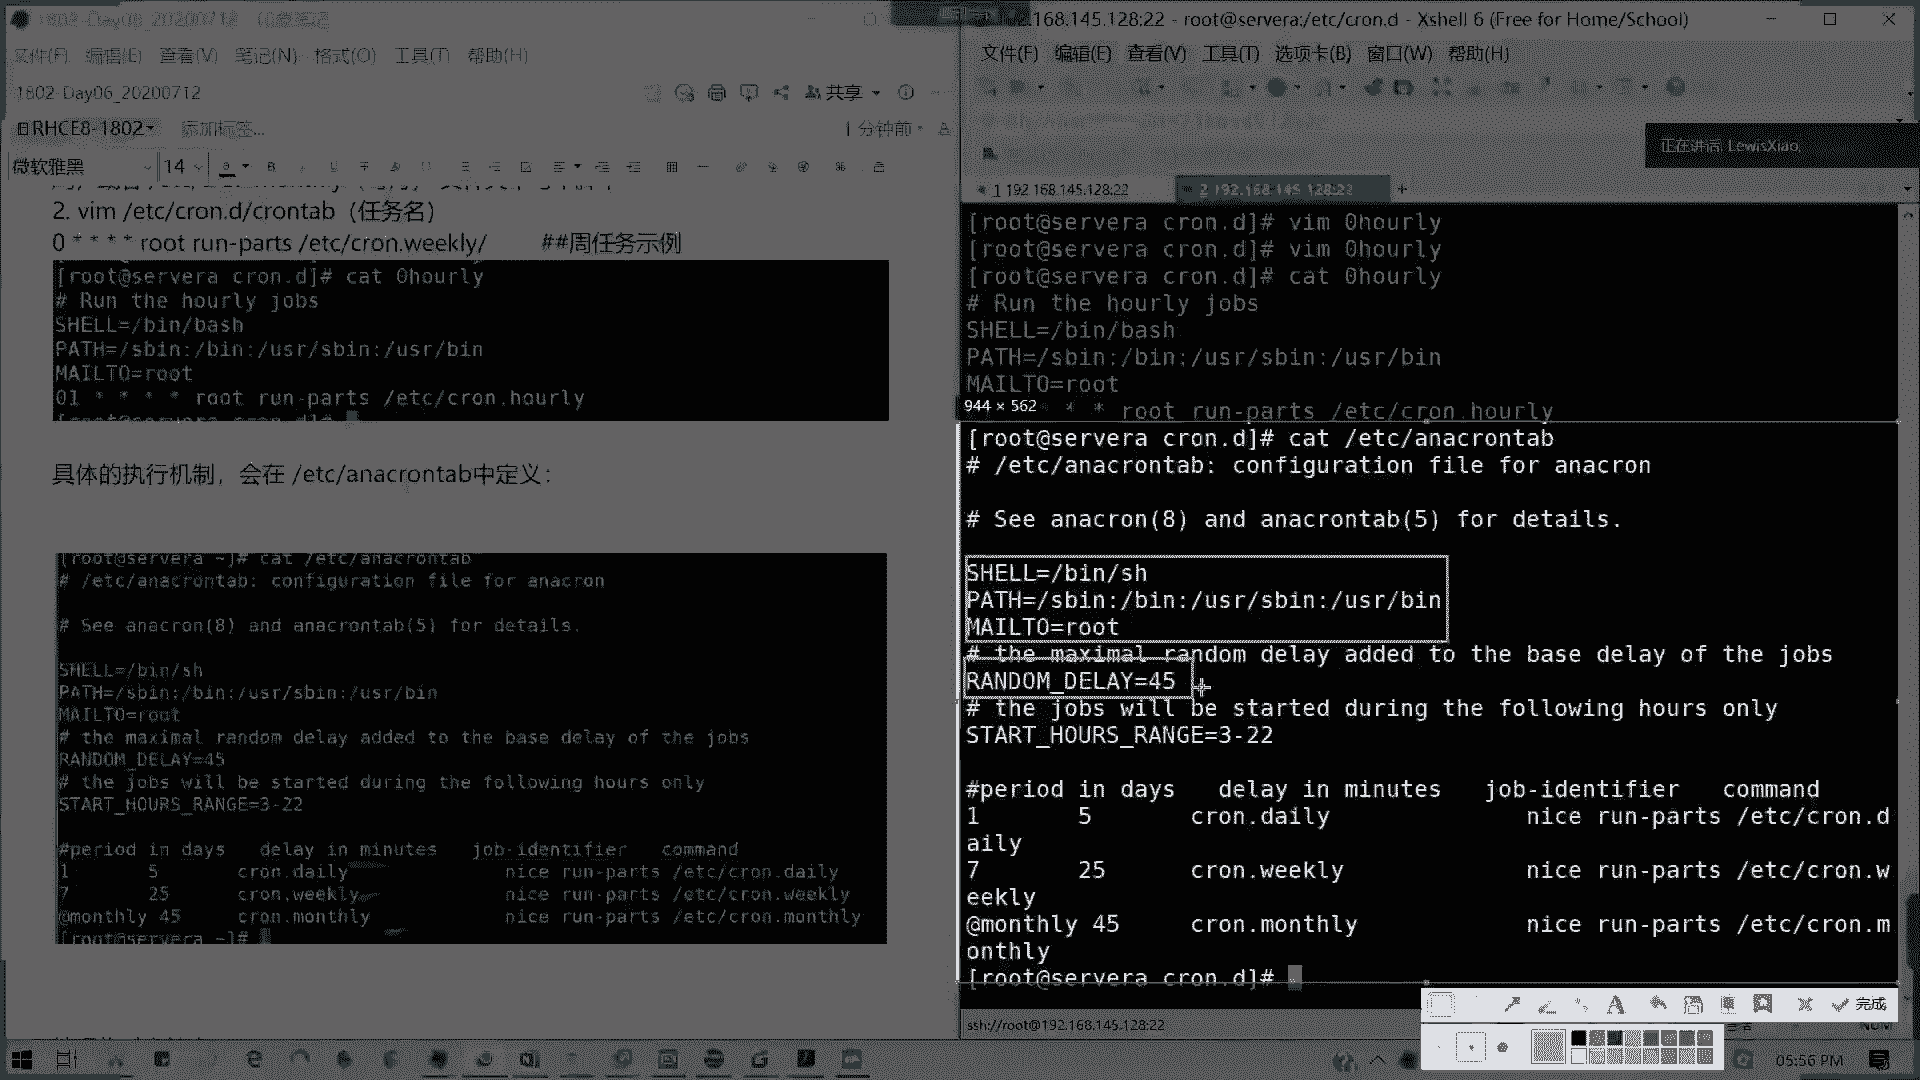 1802-Day06_20200712
文件(F) 编辑(E) 查看(V) 笔记(N) 格式(O) 工具(T) 帮助(H)
1802-Day06_20200712
共享
RHCE8-1802 添加标签...
1 分钟前
微软雅黑 14
2. vim /etc/cron.d/crontab（任务名）
0 * * * * root run-parts /etc/cron.weekly/ ##周任务示例
[root@servera cron.d]# cat 0hourly
# Run the hourly jobs
SHELL=/bin/bash
PATH=/sbin:/bin:/usr/sbin:/usr/bin
MAILTO=root
01 * * * * root run-parts /etc/cron.hourly
具体的执行机制，会在 /etc/anacrontab中定义：
[root@servera ~]# cat /etc/anacrontab
# /etc/anacrontab: configuration file for anacron
# See anacron(8) and anacrontab(5) for details.
SHELL=/bin/sh
PATH=/sbin:/bin:/usr/sbin:/usr/bin
MAILTO=root
# the maximal random delay added to the base delay of the jobs
RANDOM_DELAY=45
# the jobs will be started during the following hours only
START_HOURS_RANGE=3-22
#period in days delay in minutes job-identifier command
1 5 cron.daily nice run-parts /etc/cron.daily
7 25 cron.weekly nice run-parts /etc/cron.weekly
@monthly 45 cron.monthly nice run-parts /etc/cron.monthly
[root@servera ~]#
.168.145.128:22 - root@servera:/etc/cron.d - Xshell 6 (Free for Home/School)
文件(F) 编辑(E) 查看(V) 工具(T) 选项卡(B) 窗口(W) 帮助(H)
正在讲话: LewisXiao,
1 192.168.145.128:22 2 192.168.145.128:22 +
[root@servera cron.d]# vim 0hourly
[root@servera cron.d]# vim 0hourly
[root@servera cron.d]# cat 0hourly
# Run the hourly jobs
SHELL=/bin/bash
PATH=/sbin:/bin:/usr/sbin:/usr/bin
MAILTO=root
944 × 562 * * root run-parts /etc/cron.hourly
[root@servera cron.d]# cat /etc/anacrontab
# /etc/anacrontab: configuration file for anacron
# See anacron(8) and anacrontab(5) for details.
SHELL=/bin/sh
PATH=/sbin:/bin:/usr/sbin:/usr/bin
MAILTO=root
# the maximal random delay added to the base delay of the jobs
RANDOM_DELAY=45
# the jobs will be started during the following hours only
START_HOURS_RANGE=3-22
#period in days delay in minutes job-identifier command
1 5 cron.daily nice run-parts /etc/cron.d
aily
7 25 cron.weekly nice run-parts /etc/cron.w
eekly
@monthly 45 cron.monthly nice run-parts /etc/cron.m
onthly
[root@servera cron.d]#
完成
ssh://root@192.168.145.128:22
NUM
05:56 PM